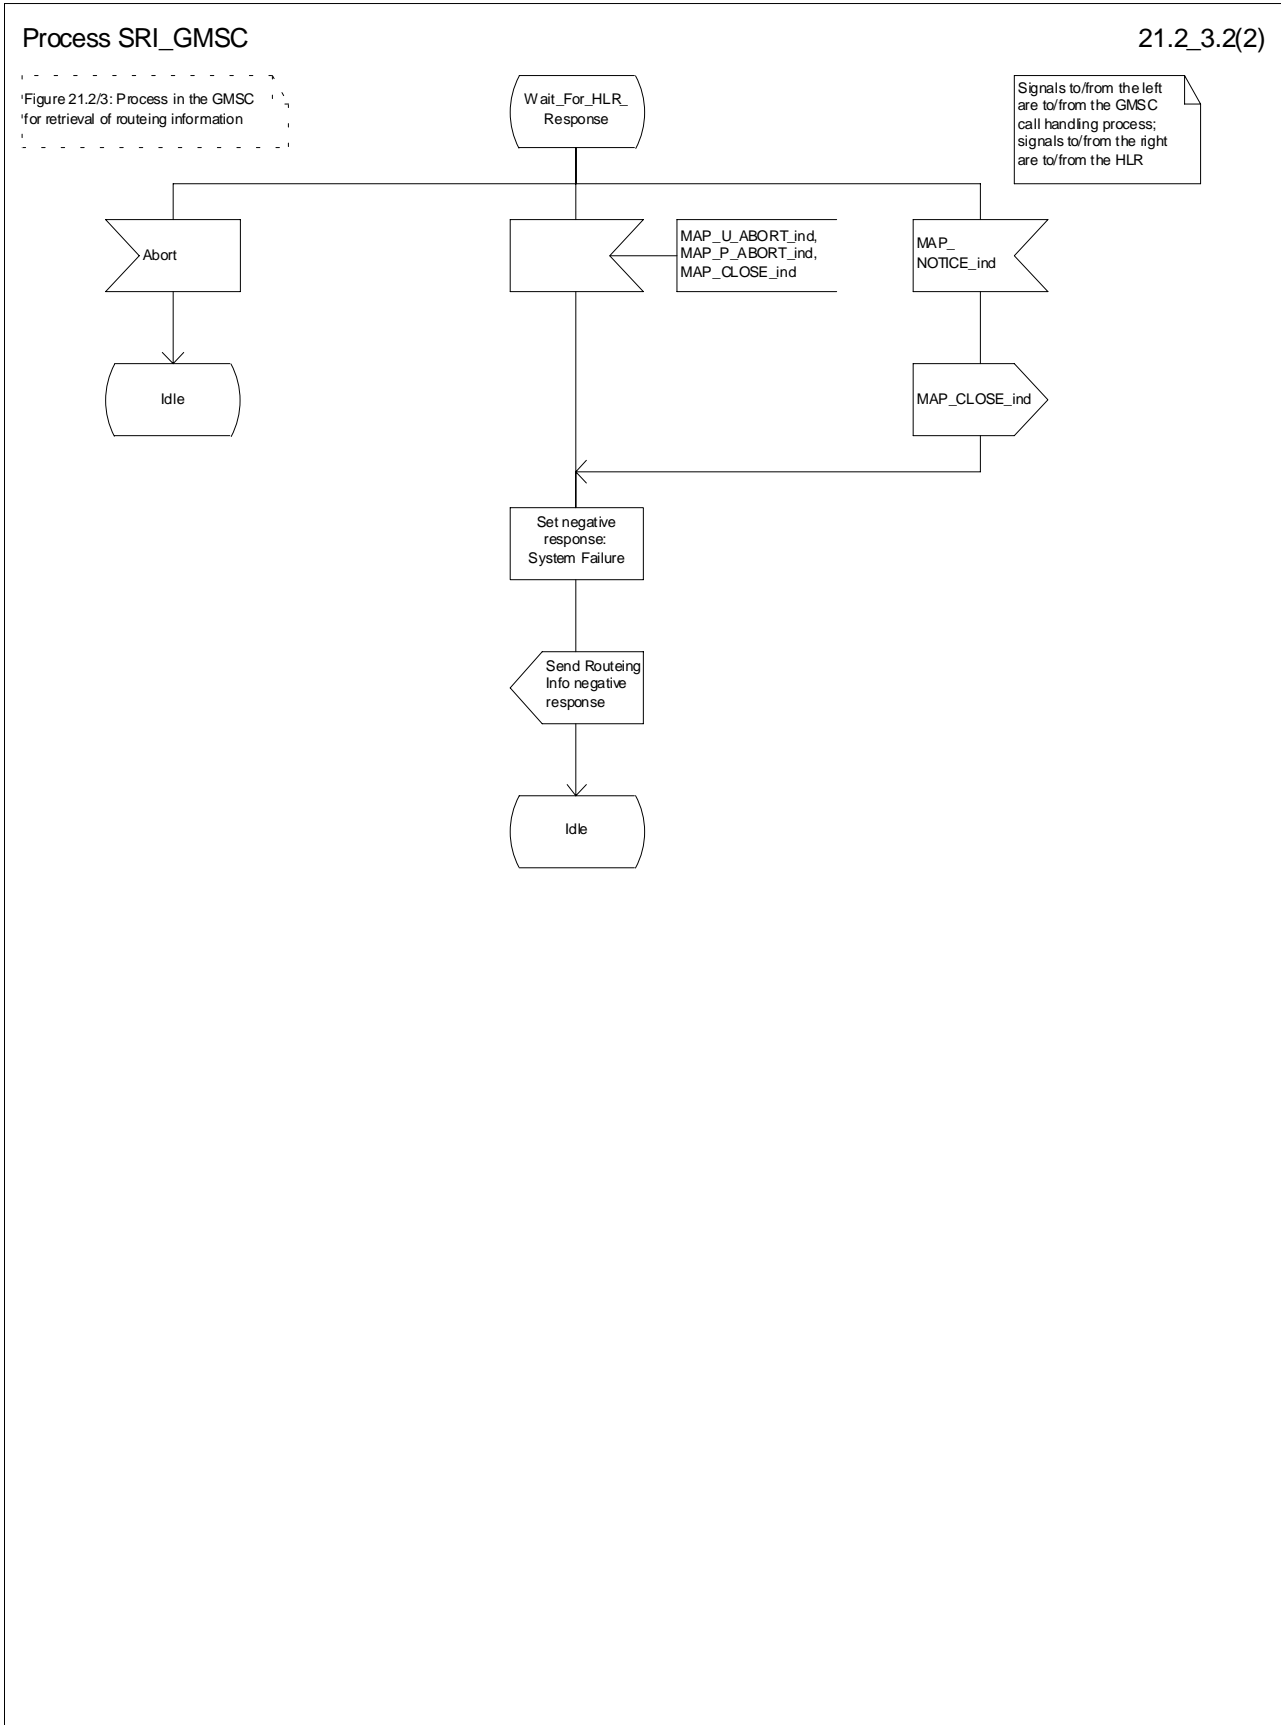 Process SRI_GMSC
21.2_3.2(2)
Figure 21.2/3: Process in the GMSC
for retrieval of routeing information
Wait_For_HLR_
Response
Signals to/from the left
are to/from the GMSC
call handling process;
signals to/from the right
are to/from the HLR
Abort
MAP_U_ABORT_ind,
MAP_P_ABORT_ind,
MAP_CLOSE_ind
MAP_
NOTICE_ind
Idle
MAP_CLOSE_ind
Set negative
response:
System Failure
Send Routeing
Info negative
response
Idle